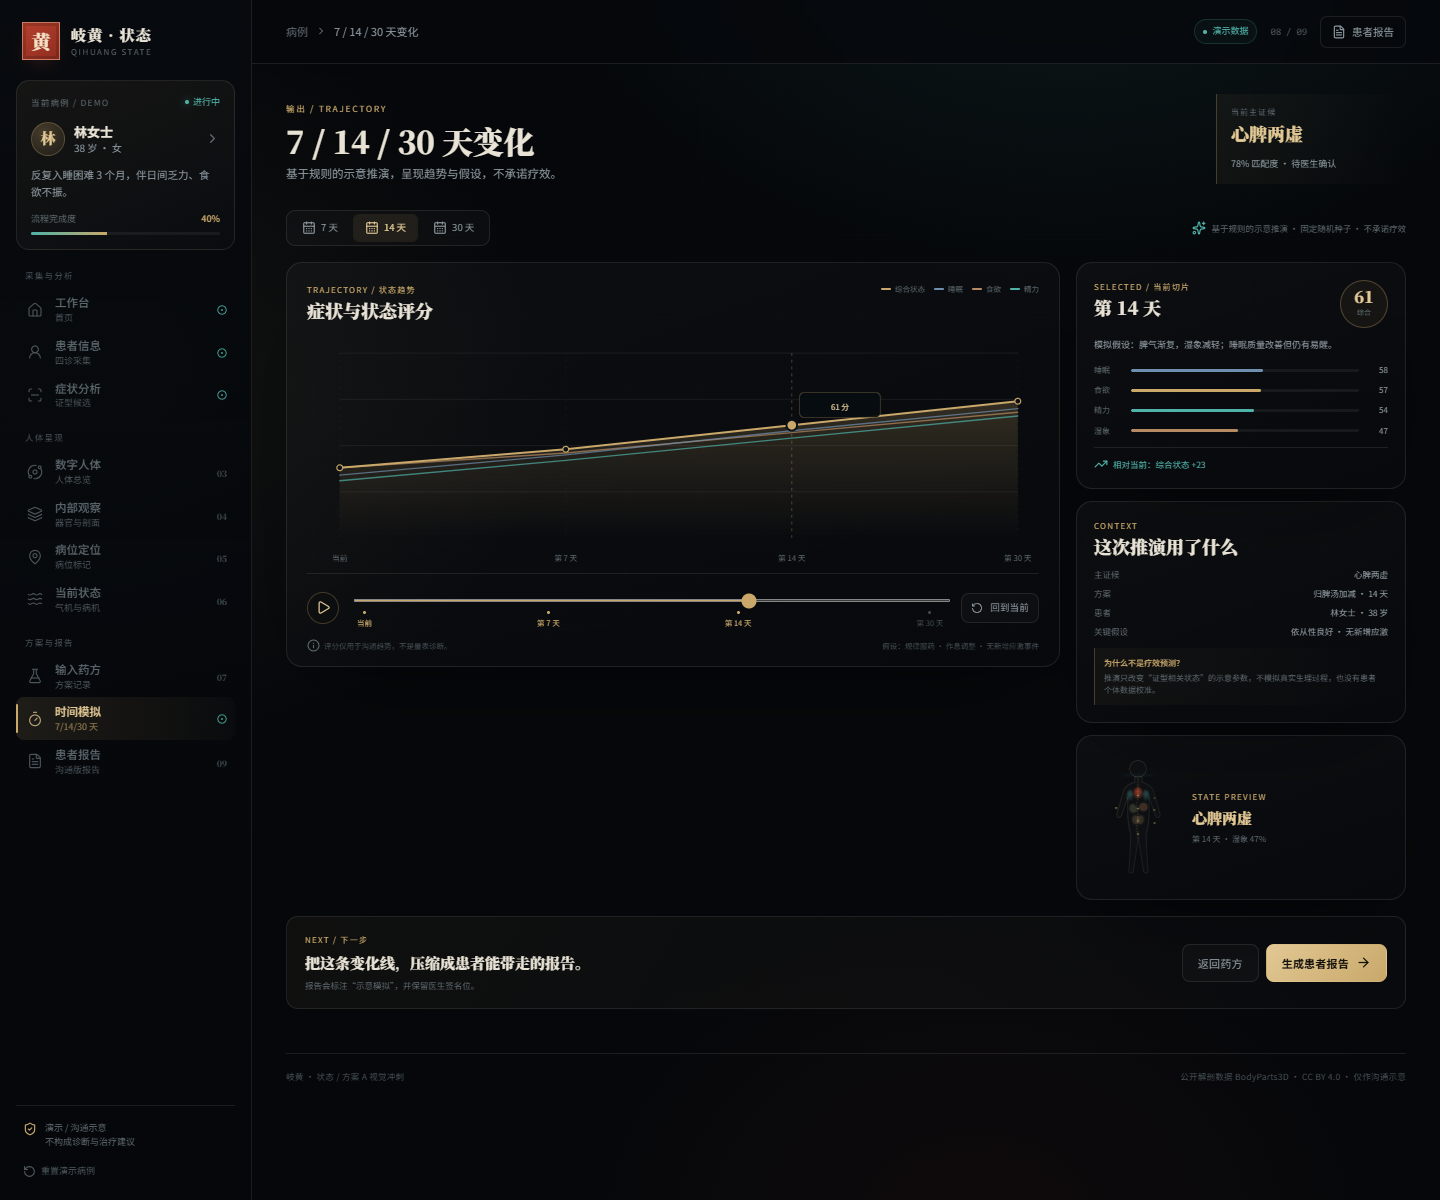 黄
岐黄 · 状态
QIHUANG STATE
当前病例 / DEMO
进行中
林
林女士
38 岁 · 女
反复入睡困难 3 个月，伴日间乏力、食
欲不振。
流程完成度
40%
采集与分析
工作台
首页
患者信息
四诊采集
症状分析
证型候选
人体呈现
数字人体
人体总览
03
内部观察
器官与剖面
04
病位定位
病位标记
05
当前状态
气机与病机
06
方案与报告
输入药方
方案记录
07
时间模拟
7/14/30 天
患者报告
沟通版报告
09
演示 / 沟通示意
不构成诊断与治疗建议
重置演示病例
病例
7 / 14 / 30 天变化
演示数据
08 / 09
患者报告
输出 / TRAJECTORY
7 / 14 / 30 天变化
基于规则的示意推演，呈现趋势与假设，不承诺疗效。
当前主证候
心脾两虚
78% 匹配度 · 待医生确认
7 天
14 天
30 天
基于规则的示意推演 · 固定随机种子 · 不承诺疗效
TRAJECTORY / 状态趋势
症状与状态评分
综合状态
睡眠
食欲
精力
61 分
当前
第 7 天
第 14 天
第 30 天
当前
第 7 天
第 14 天
第 30 天
回到当前
评分仅用于沟通趋势，不是量表诊断。
假设：规律服药 · 作息调整 · 无新增应激事件
SELECTED / 当前切片
第 14 天
61
综合
模拟假设：脾气渐复，湿象减轻；睡眠质量改善但仍有易醒。
睡眠
58
食欲
57
精力
54
湿象
47
相对当前：综合状态 +23
CONTEXT
这次推演用了什么
主证候
心脾两虚
方案
归脾汤加减 · 14 天
患者
林女士 · 38 岁
关键假设
依从性良好 · 无新增应激
为什么不是疗效预测？
推演只改变“证型相关状态”的示意参数，不模拟真实生理过程，也没有患者
个体数据校准。
STATE PREVIEW
心脾两虚
第 14 天 · 湿象 47%
NEXT / 下一步
把这条变化线，压缩成患者能带走的报告。
报告会标注“示意模拟”，并保留医生签名位。
返回药方
生成患者报告
岐黄 · 状态 / 方案 A 视觉冲刺
公开解剖数据 BodyParts3D · CC BY 4.0 · 仅作沟通示意